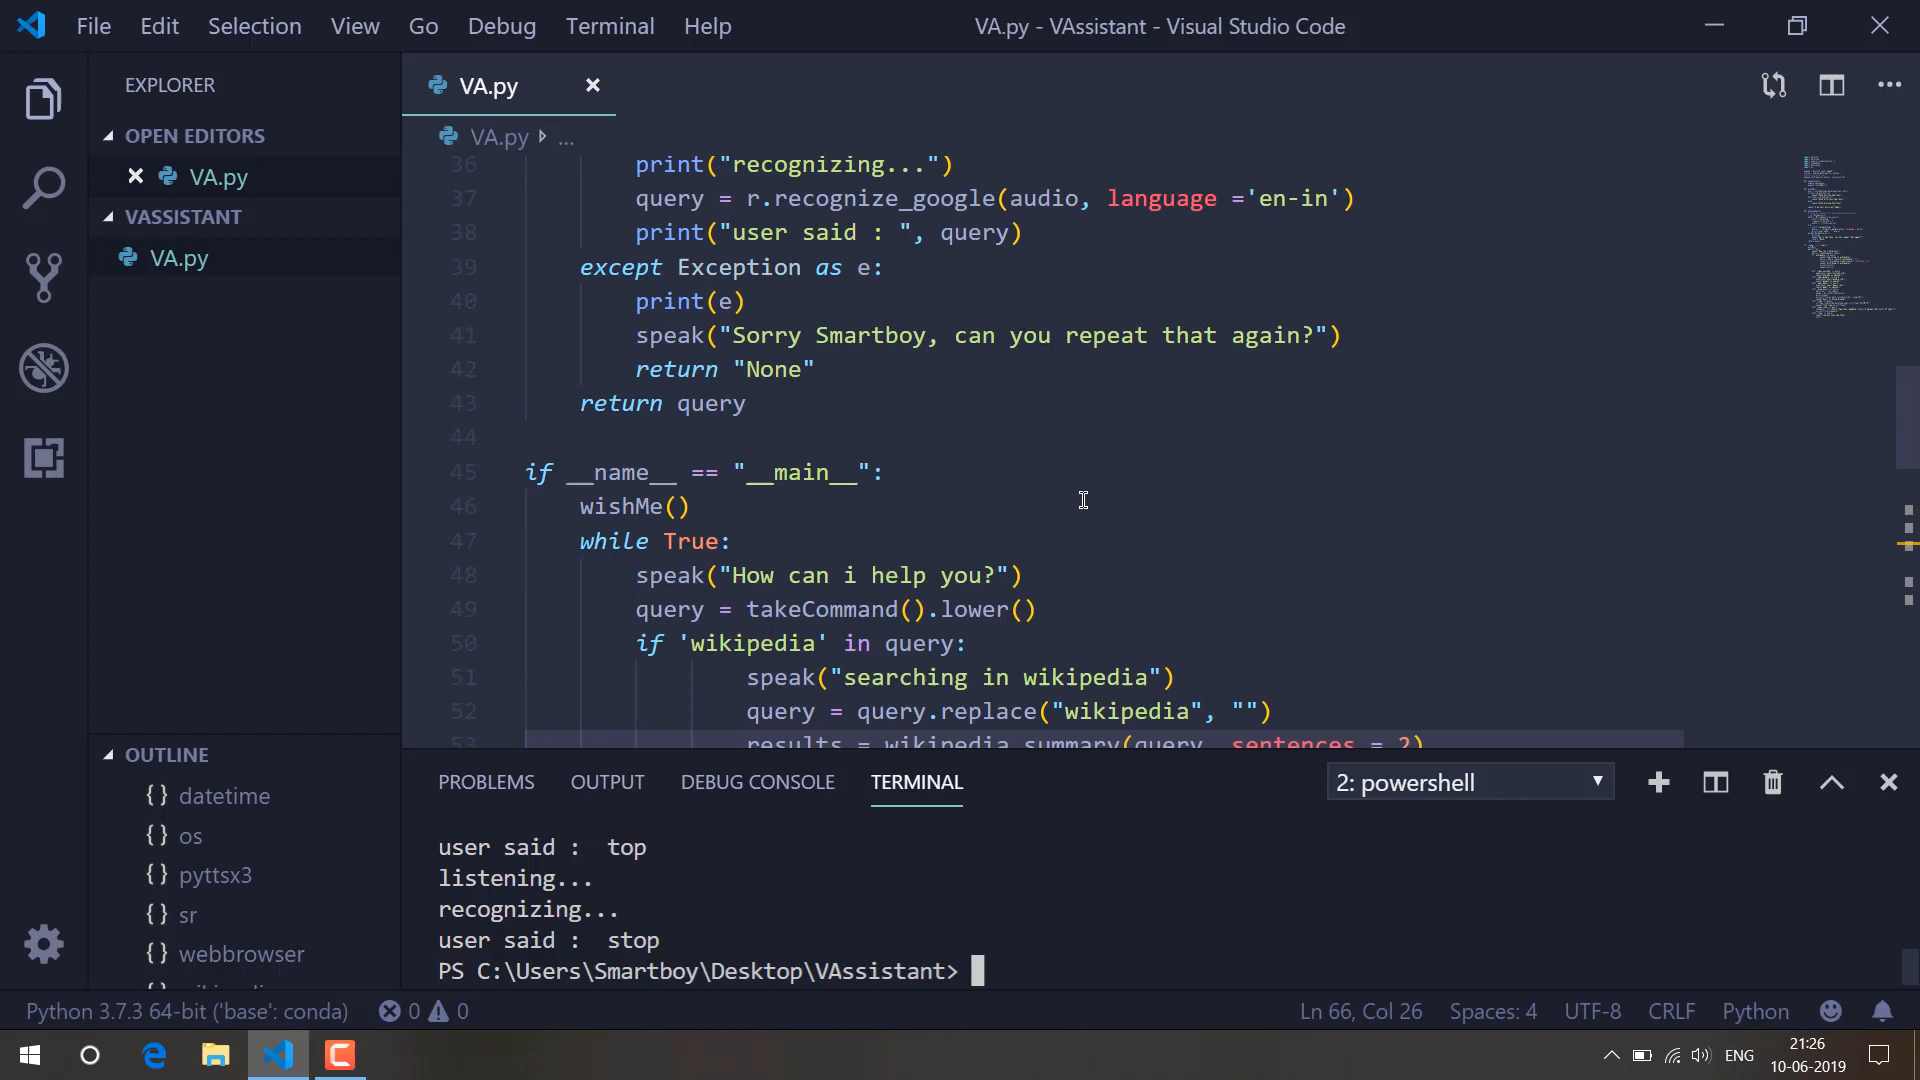 File Edit Selection View Go Debug Terminal Help VA.py - VAssistant - Visual Studio Code
EXPLORER
OPEN EDITORS
VA.py
VASSISTANT
VA.py
OUTLINE
{} datetime
{} os
{} pyttsx3
{} sr
{} webbrowser
VA.py
VA.py ...
36 print("recognizing...")
37 query = r.recognize_google(audio, language ='en-in')
38 print("user said : ", query)
39 except Exception as e:
40 print(e)
41 speak("Sorry Smartboy, can you repeat that again?")
42 return "None"
43 return query
44
45 if __name__ == "__main__":
46 wishMe()
47 while True:
48 speak("How can i help you?")
49 query = takeCommand().lower()
50 if 'wikipedia' in query:
51 speak("searching in wikipedia")
52 query = query.replace("wikipedia", "")
53 results = wikipedia.summary(query, sentences = 2)
PROBLEMS OUTPUT DEBUG CONSOLE TERMINAL 2: powershell
user said :  top
listening...
recognizing...
user said :  stop
PS C:\Users\Smartboy\Desktop\VAssistant>
Python 3.7.3 64-bit ('base': conda) 0 0 Ln 66, Col 26 Spaces: 4 UTF-8 CRLF Python
ENG 21:26
10-06-2019